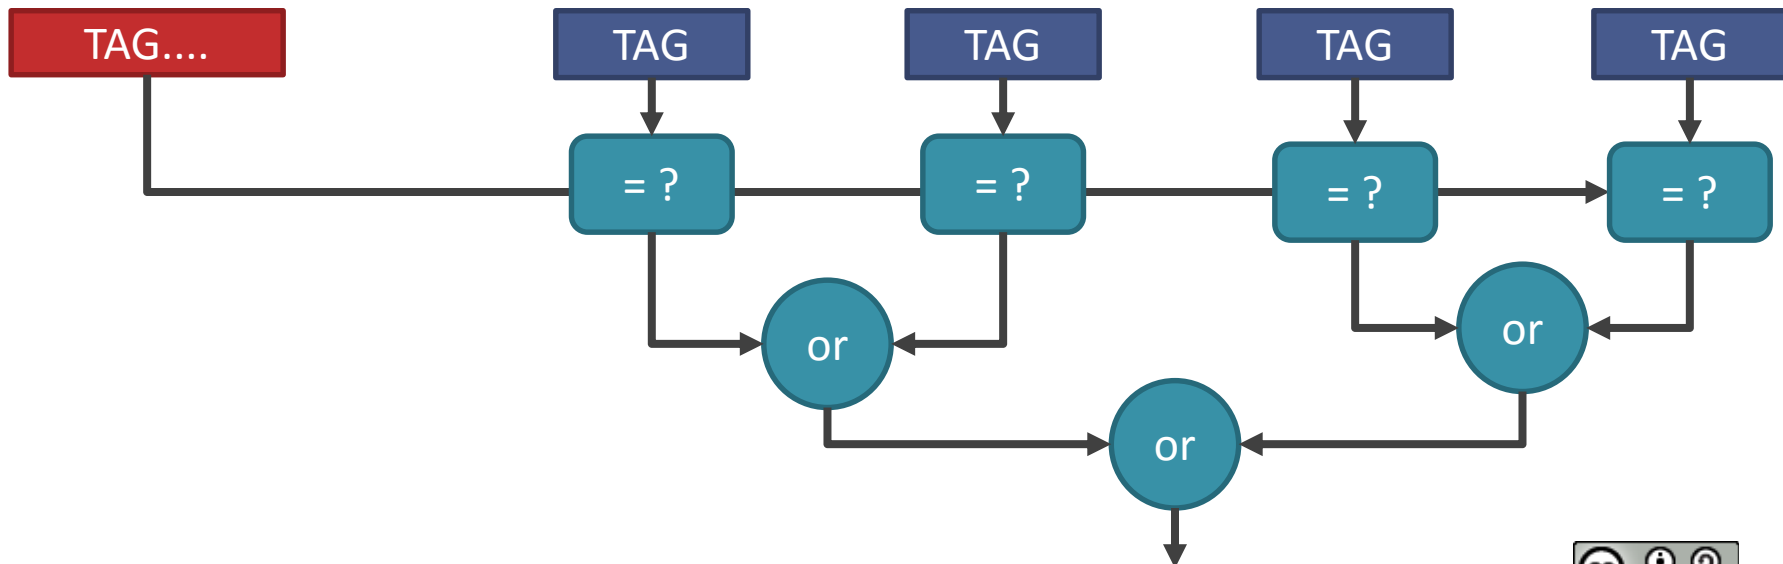 TAG....
TAG
TAG
TAG
TAG
= ?
= ?
= ?
= ?
or
or
or